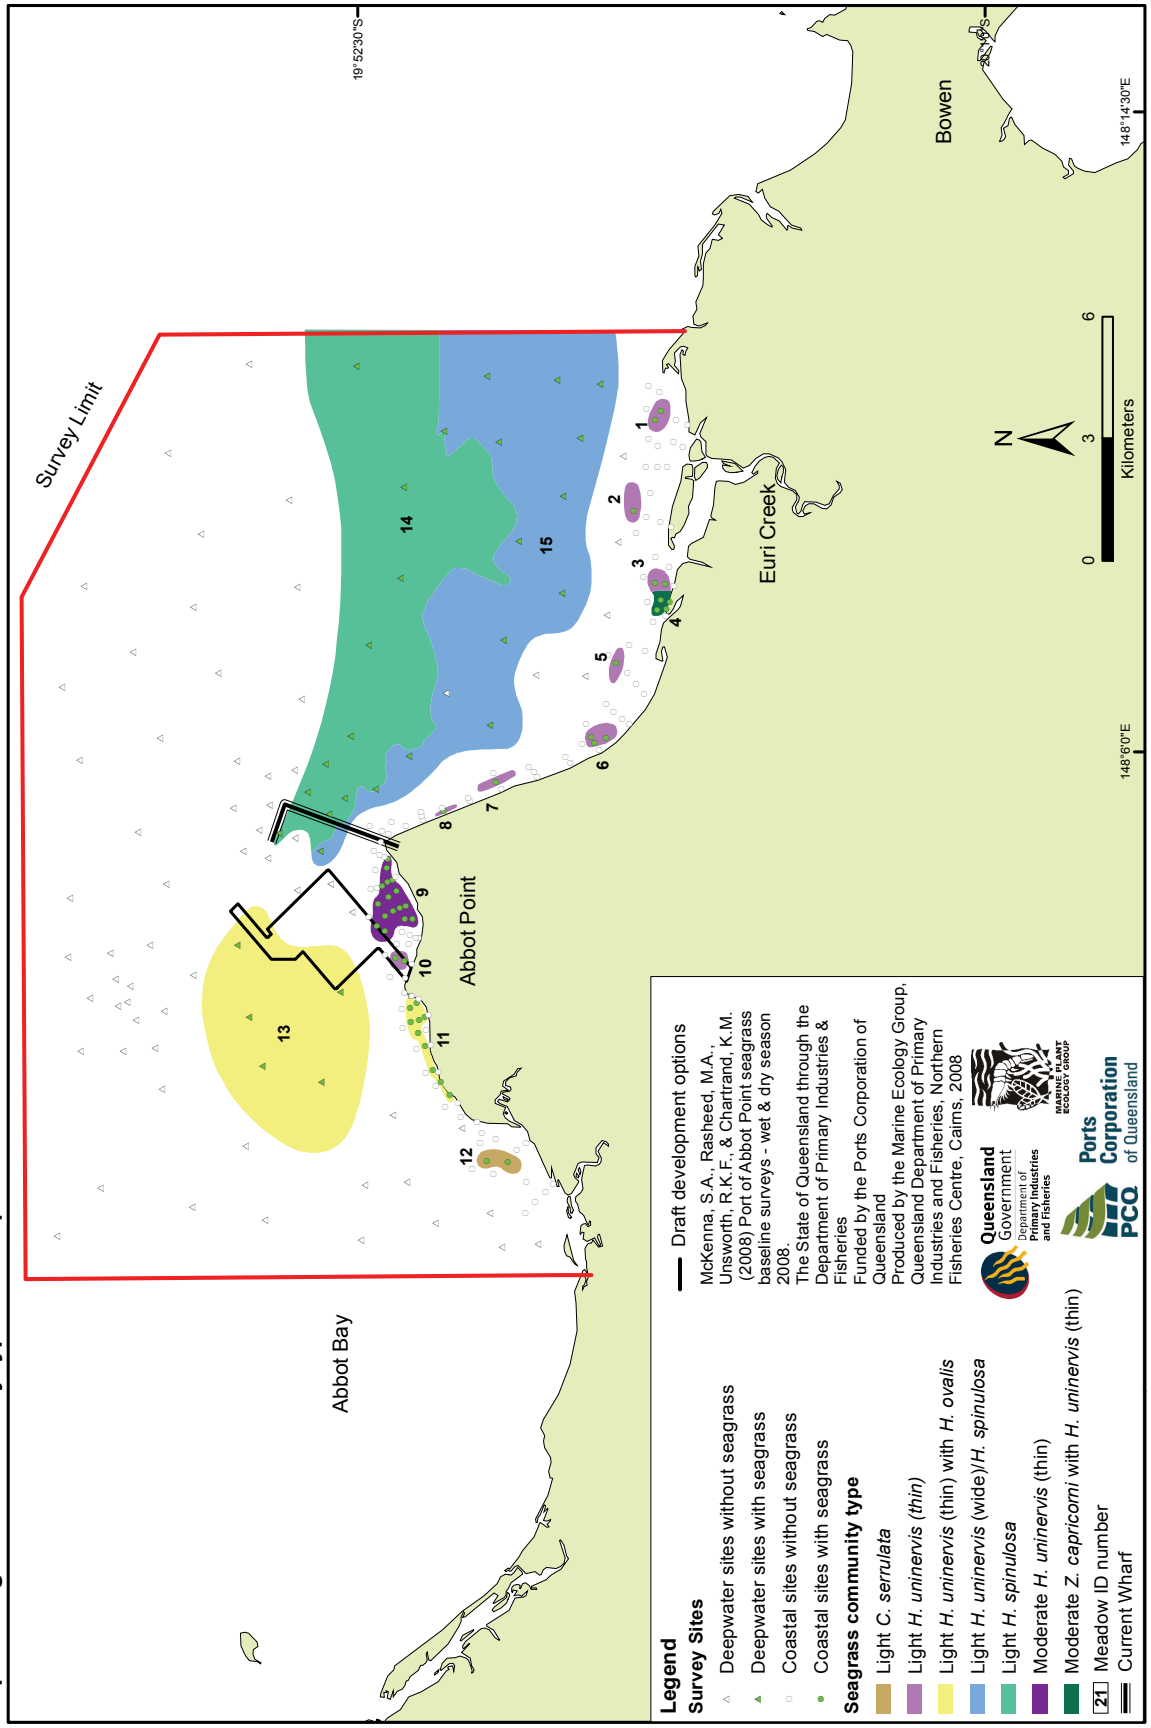 Survey Limit
Abbot Bay
Abbot Point
Euri Creek
Bowen
19°52'30"S
148°6'0"E
148°14'30"E
1
2
3
4
5
6
7
8
9
10
11
12
13
14
15
N
0 3 6
Kilometers
Legend
Survey Sites
Deepwater sites without seagrass
Deepwater sites with seagrass
Coastal sites without seagrass
Coastal sites with seagrass
Seagrass community type
Light C. serrulata
Light H. uninervis (thin)
Light H. uninervis (thin) with H. ovalis
Light H. uninervis (wide)/H. spinulosa
Light H. spinulosa
Moderate H. uninervis (thin)
Moderate Z. capricorni with H. uninervis (thin)
21 Meadow ID number
Current Wharf
Draft development options
McKenna, S.A., Rasheed, M.A.,
Unsworth, R.K.F., & Chartrand, K.M.
(2008) Port of Abbot Point seagrass
baseline surveys - wet & dry season
2008.
The State of Queensland through the
Department of Primary Industries &
Fisheries
Funded by the Ports Corporation of
Queensland
Produced by the Marine Ecology Group,
Queensland Department of Primary
Industries and Fisheries, Northern
Fisheries Centre, Cairns, 2008
Queensland
Government
Department of
Primary Industries
and Fisheries
MARINE PLANT
ECOLOGY GROUP
PCQ
Ports
Corporation
of Queensland